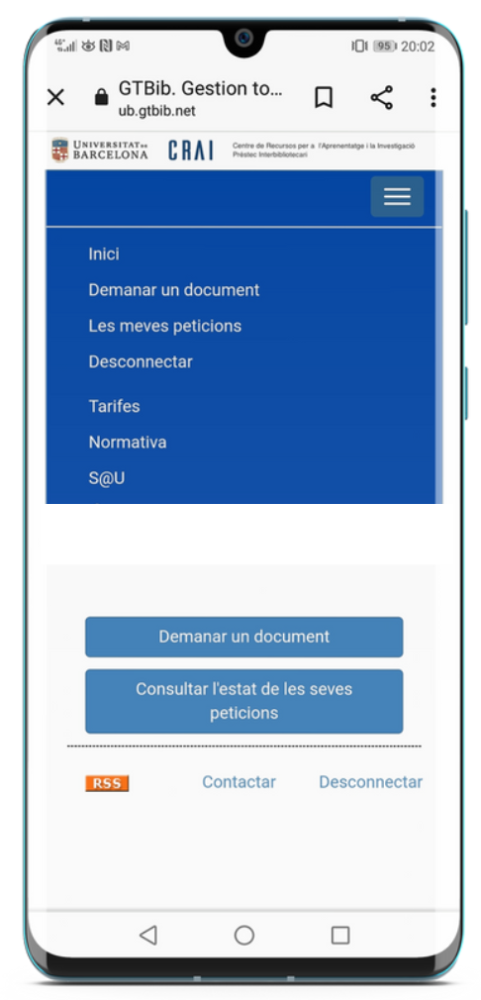 46° 95 20:02
GTBib. Gestion to...
ub.gtbib.net
UNIVERSITAT DE BARCELONA CRAI Centre de Recursos per a l'Aprenentatge i la Investigació
Préstec Interbibliotecari
Inici
Demanar un document
Les meves peticions
Desconnectar
Tarifes
Normativa
S@U
Demanar un document
Consultar l'estat de les seves
peticions
RSS Contactar Desconnectar